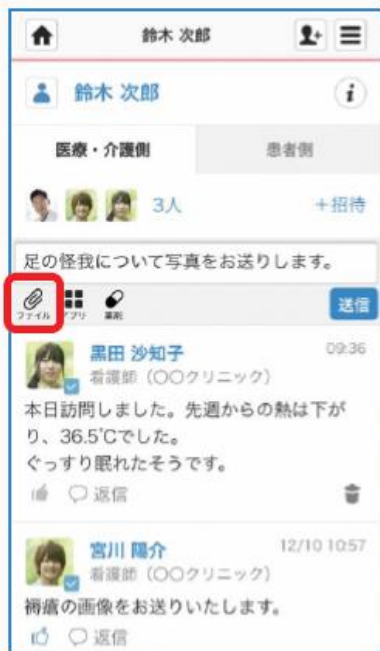 鈴木 次郎
鈴木 次郎
i
医療・介護側
患者側
3人
+招待
足の怪我について写真をお送りします。
ファイル
アプリ
薬剤
送信
黒田 沙知子
09:36
看護師（〇〇クリニック）
本日訪問しました。先週からの熱は下が
り、36.5℃でした。
ぐっすり眠れたそうです。
返信
宮川 陽介
12/10 10:57
看護師（〇〇クリニック）
褥瘡の画像をお送りいたします。
返信